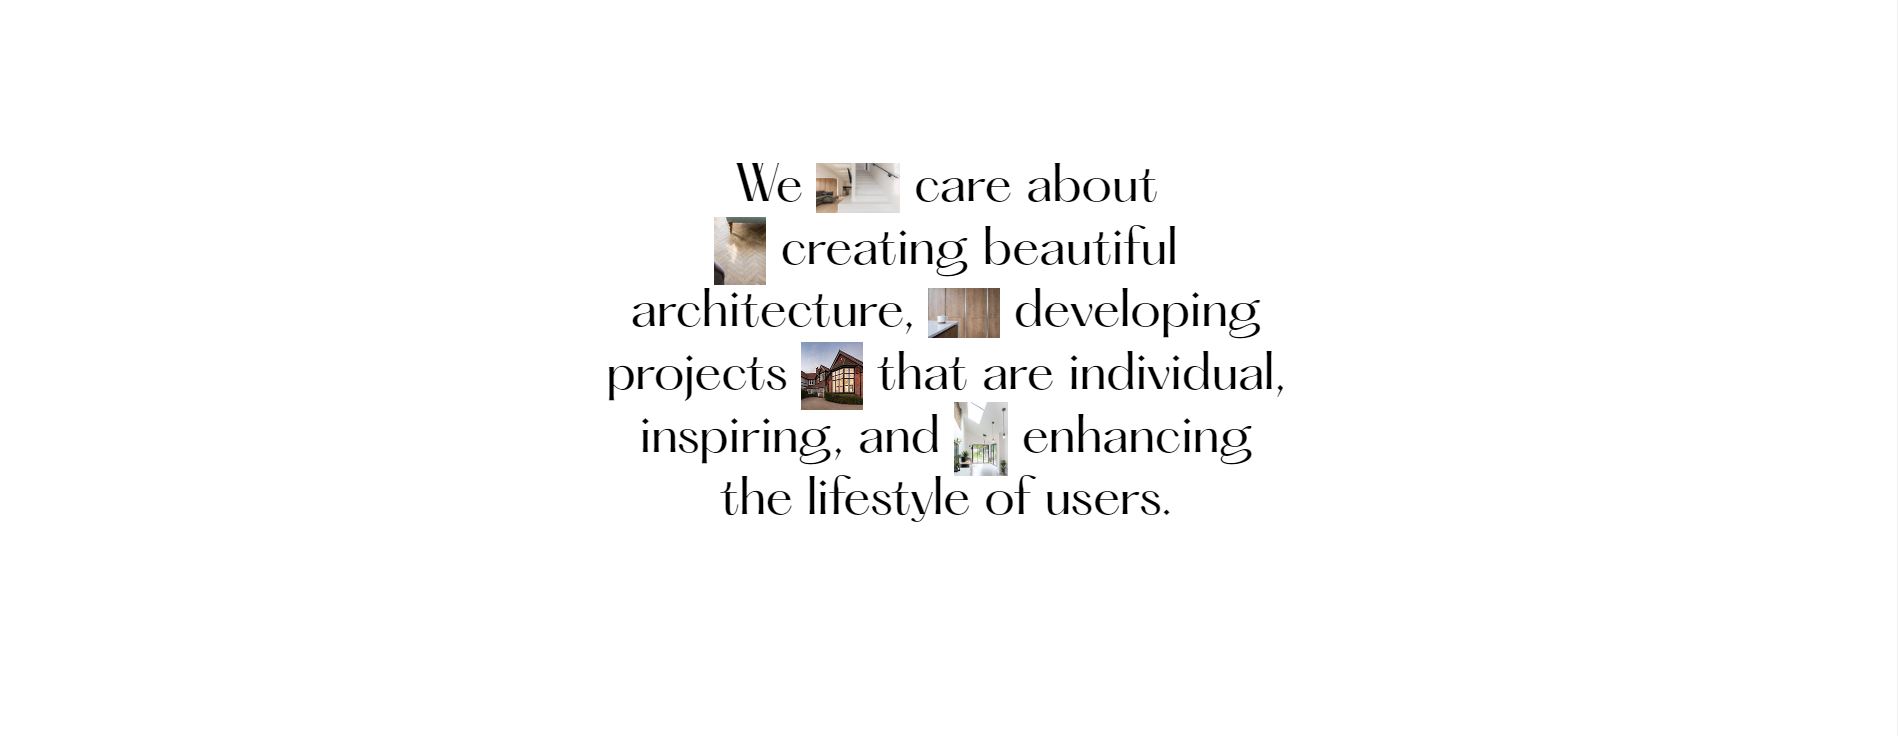 We care about
creating beautiful
architecture, developing
projects that are individual,
inspiring, and enhancing
the lifestyle of users.